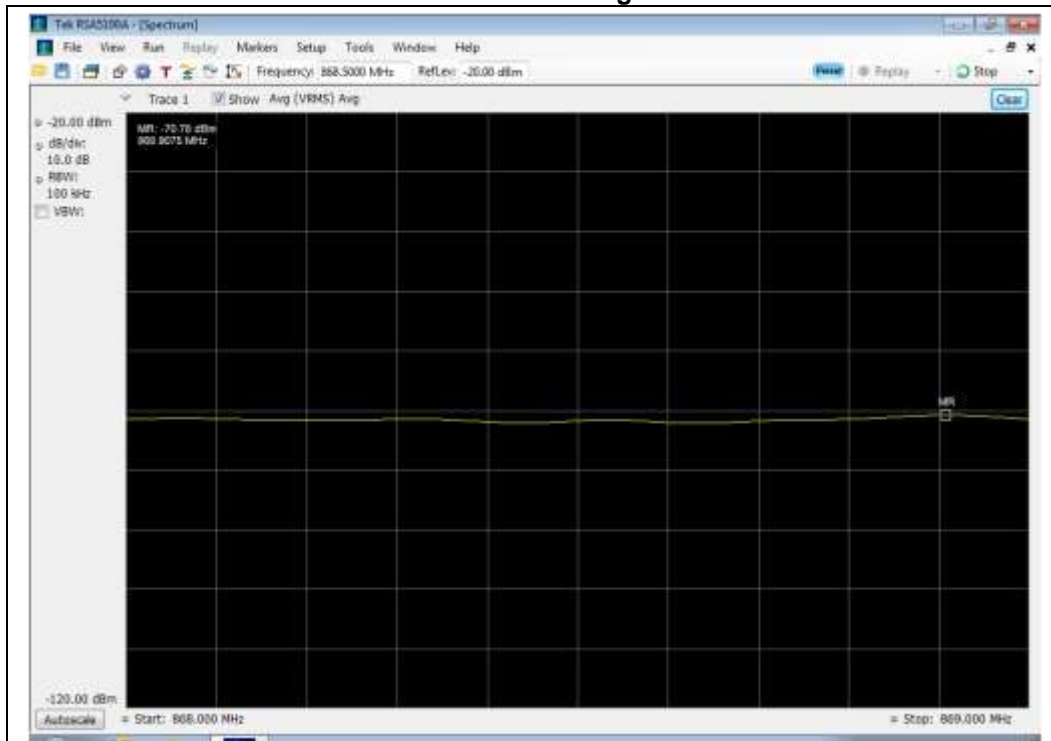 Tek RSA5100A - [Spectrum]
File View Run Replay Markers Setup Tools Window Help
Frequency: 868.5000 MHz RefLev: -20.00 dBm Preset Replay Stop
Trace 1 Show Avg (VRMS) Avg Clear
-20.00 dBm
dB/div:
10.0 dB
RBW:
100 kHz
VBW:
MR: -70.70 dBm
MHz
MR
-120.00 dBm
Autoscale Start: 868.000 MHz Stop: 869.000 MHz